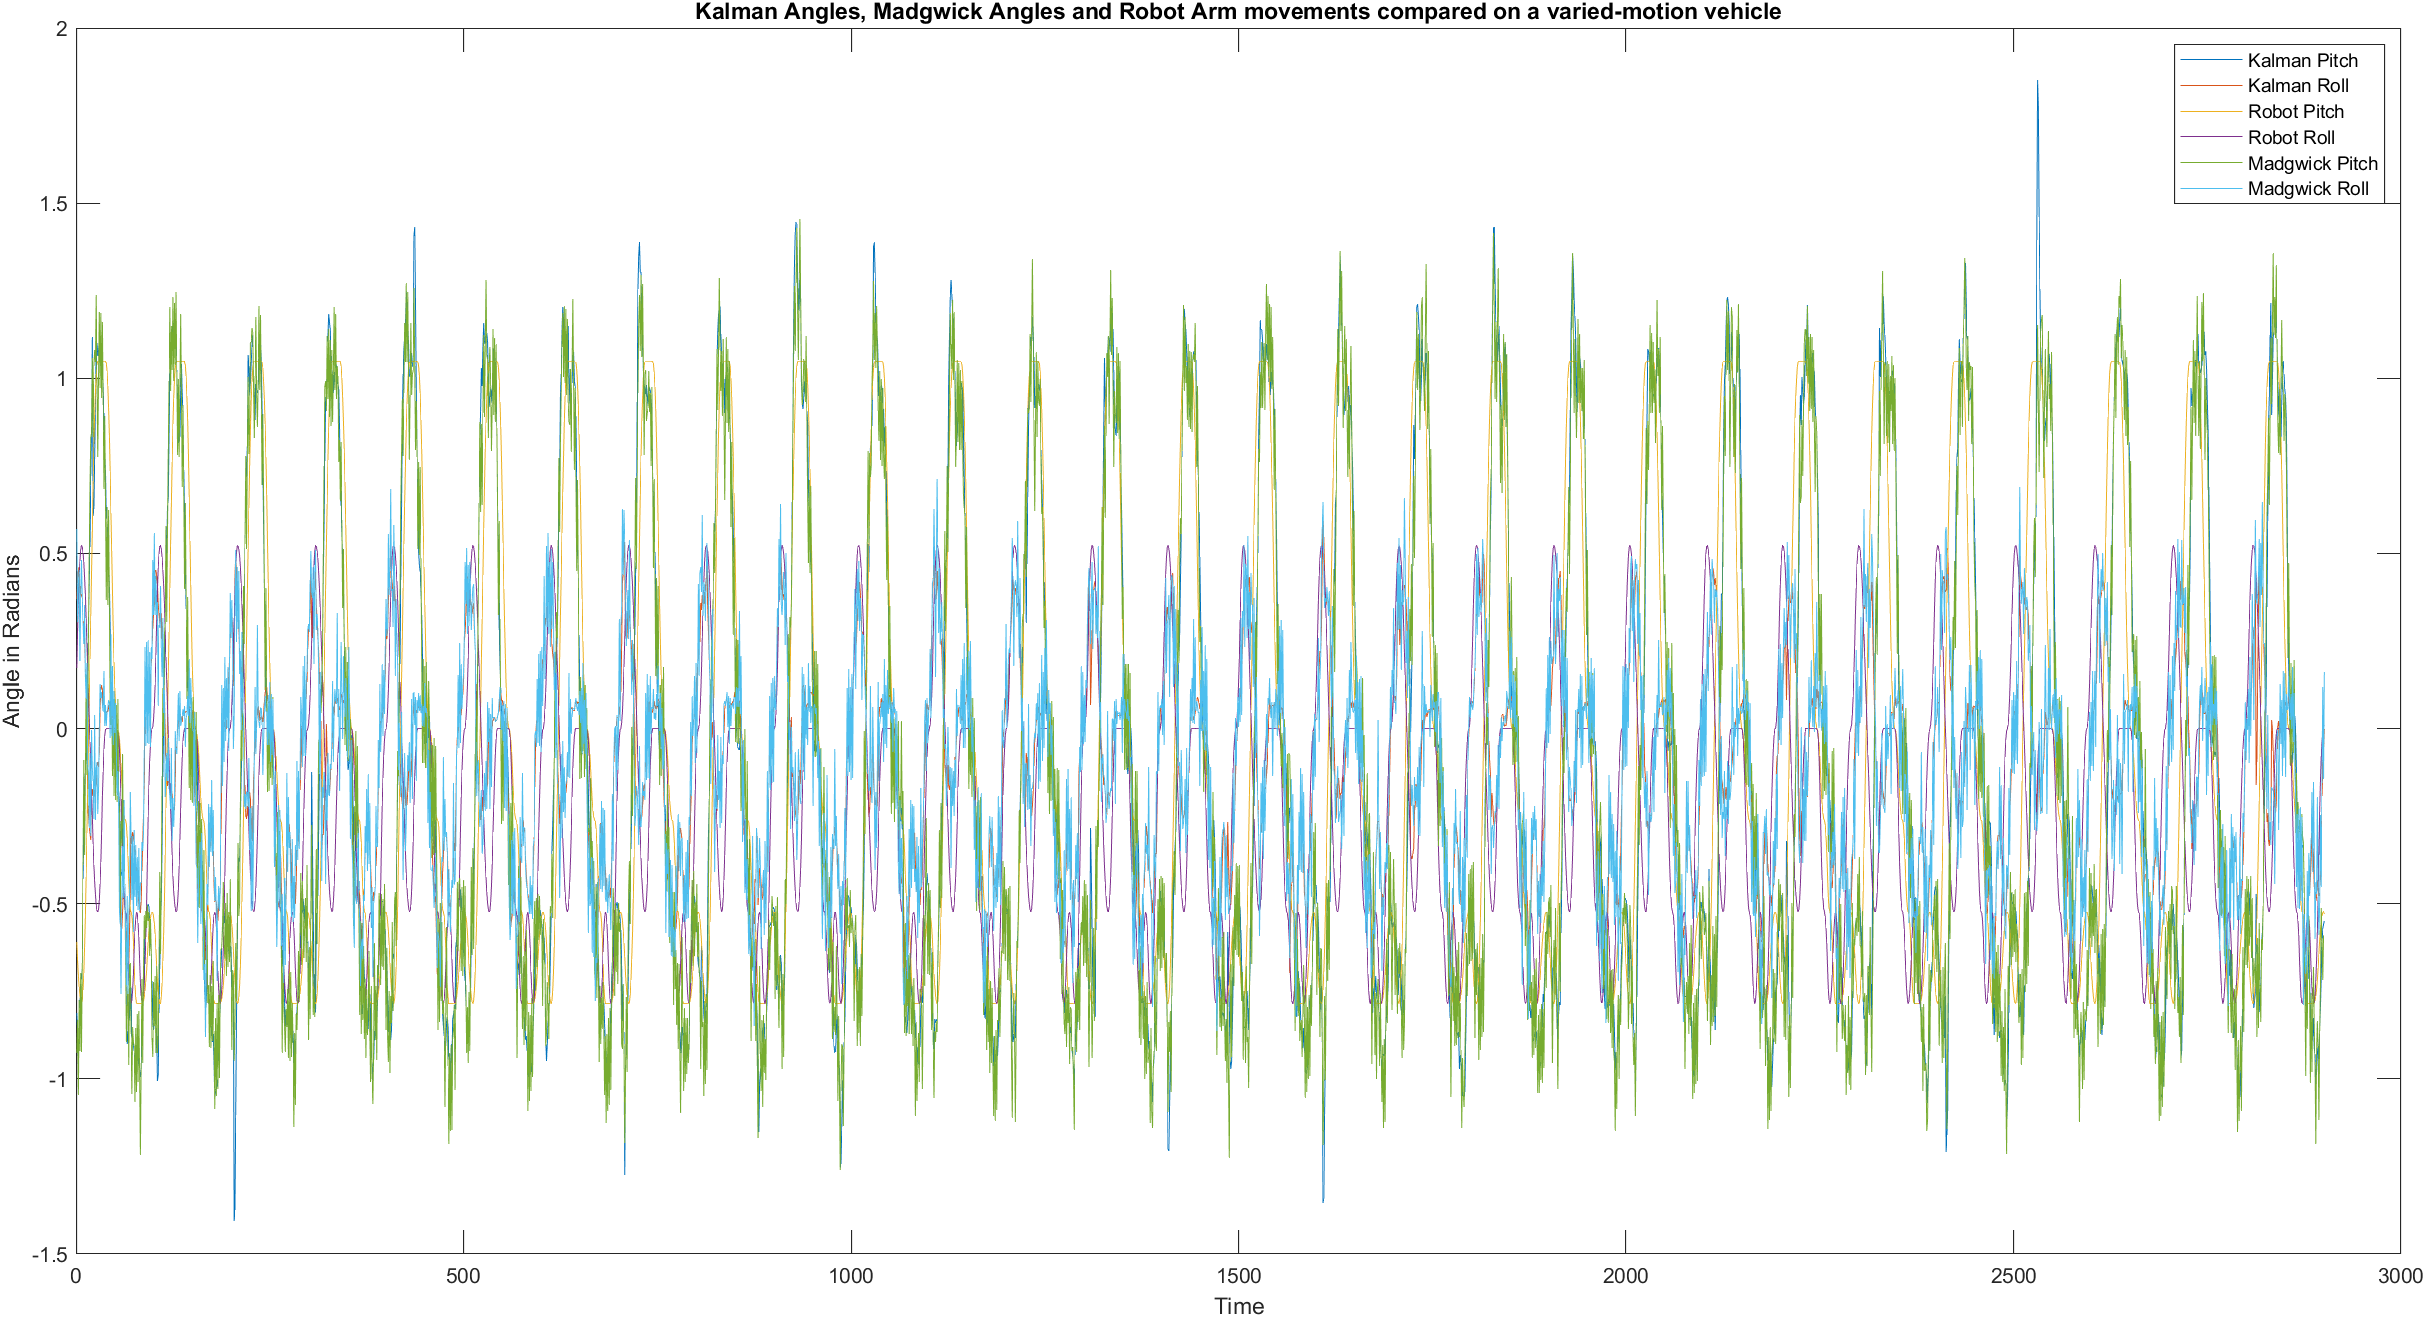 Kalman Angles, Madgwick Angles and Robot Arm movements compared on a varied-motion vehicle
2
1.5
1
0.5
0
-0.5
-1
-1.5
Angle in Radians
0
500
1000
1500
2000
2500
3000
Time
Kalman Pitch
Kalman Roll
Robot Pitch
Robot Roll
Madgwick Pitch
Madgwick Roll